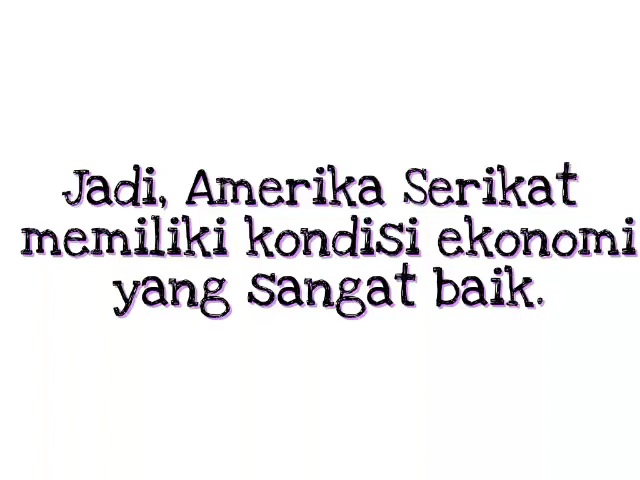 Jadi, Amerika Serikat
memiliki kondisi ekonomi
yang sangat baik.